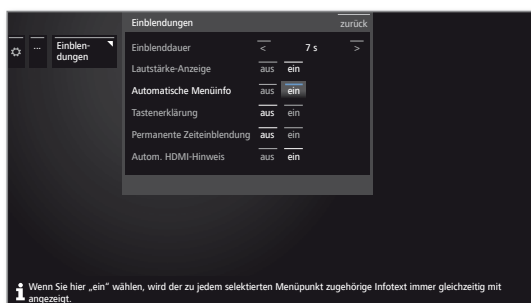 Einblendungen zurück
... Einblen-
dungen
Einblenddauer < 7 s >
Lautstärke-Anzeige aus ein
Automatische Menüinfo aus ein
Tastenerklärung aus ein
Permanente Zeiteinblendung aus ein
Autom. HDMI-Hinweis aus ein
i Wenn Sie hier „ein“ wählen, wird der zu jedem selektierten Menüpunkt zugehörige Infotext immer gleichzeitig mit
angezeigt.